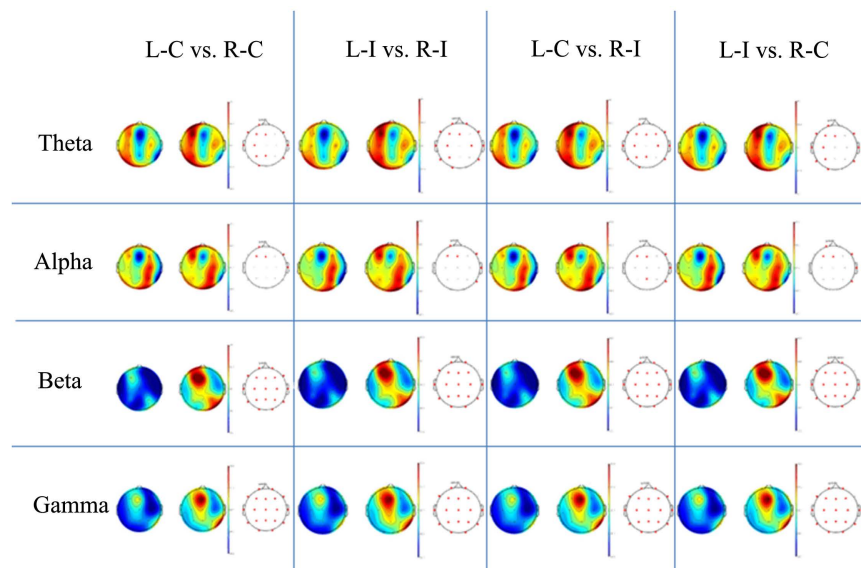 L-C vs. R-C L-I vs. R-I L-C vs. R-I L-I vs. R-C
Theta
Alpha
Beta
Gamma